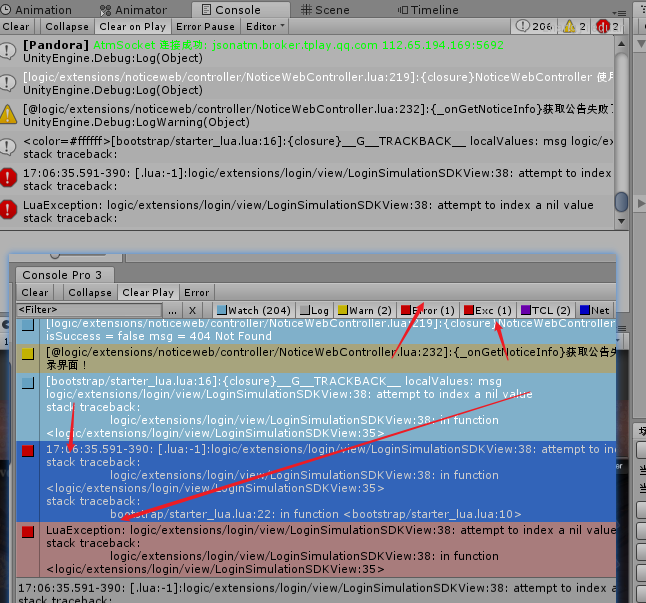 Animation Animator Console Scene Timeline
Clear Collapse Clear on Play Error Pause Editor 206 2 2
[Pandora] AtmSocket 连接成功: jsonatm.broker.tplay.qq.com 112.65.194.169:5692
UnityEngine.Debug:Log(Object)
[logic/extensions/noticeweb/controller/NoticeWebController.lua:219]:{closure}NoticeWebController 使用
UnityEngine.Debug:Log(Object)
[@logic/extensions/noticeweb/controller/NoticeWebController.lua:232]:{_onGetNoticeInfo}获取公告失败
UnityEngine.Debug:LogWarning(Object)
<color=#ffffff>[bootstrap/starter_lua.lua:16]:{closure}__G__TRACKBACK__ localValues: msg logic/ex
stack traceback:
17:06:35.591-390: [.lua:-1]:logic/extensions/login/view/LoginSimulationSDKView:38: attempt to index
stack traceback:
LuaException: logic/extensions/login/view/LoginSimulationSDKView:38: attempt to index a nil value
stack traceback:
Console Pro 3
Clear Collapse Clear Play Error
<Filter> ... X Watch (204) Log Warn (2) Error (1) Exc (1) TCL (2) Net
[logic/extensions/noticeweb/controller/NoticeWebController.lua:219]:{closure}NoticeWebController
isSuccess = false msg = 404 Not Found
[@logic/extensions/noticeweb/controller/NoticeWebController.lua:232]:{_onGetNoticeInfo}获取公告失
录界面！
[bootstrap/starter_lua.lua:16]:{closure}__G__TRACKBACK__ localValues: msg
logic/extensions/login/view/LoginSimulationSDKView:38: attempt to index a nil value
stack traceback:
logic/extensions/login/view/LoginSimulationSDKView:38: in function
<logic/extensions/login/view/LoginSimulationSDKView:35>
17:06:35.591-390: [.lua:-1]:logic/extensions/login/view/LoginSimulationSDKView:38: attempt to ind
stack traceback:
logic/extensions/login/view/LoginSimulationSDKView:38: in function
<logic/extensions/login/view/LoginSimulationSDKView:35>
stack traceback:
bootstrap/starter_lua.lua:22: in function <bootstrap/starter_lua.lua:10>
LuaException: logic/extensions/login/view/LoginSimulationSDKView:38: attempt to index a nil value
stack traceback:
logic/extensions/login/view/LoginSimulationSDKView:38: in function
<logic/extensions/login/view/LoginSimulationSDKView:35>
17:06:35.591-390: [.lua:-1]:logic/extensions/login/view/LoginSimulationSDKView:38: attempt to index a
stack traceback: